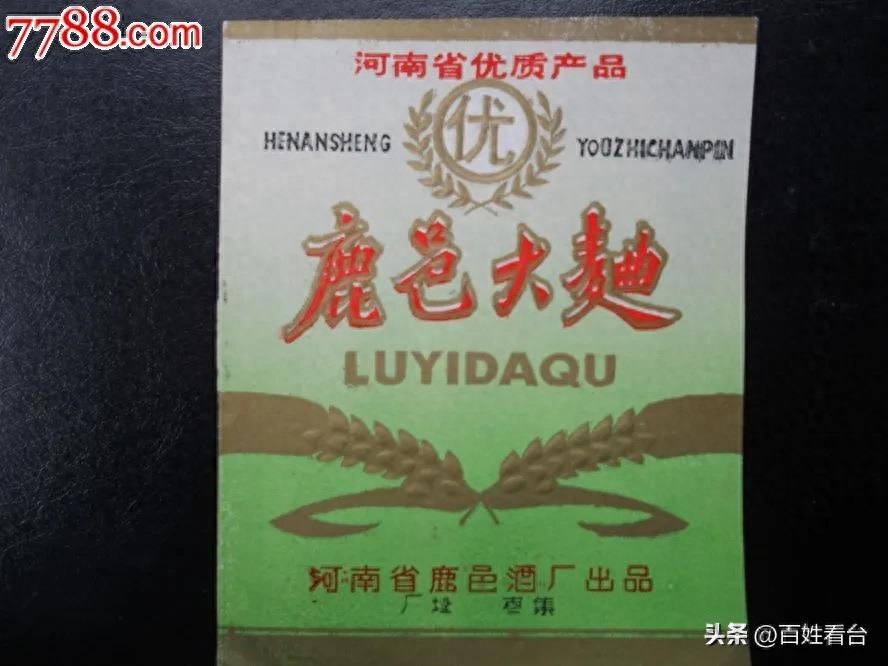 7788.com
河南省优质产品
优
HENANSHENG YOUZHICHANPIN
鹿邑大麯
LUYIDAQU
河南省鹿邑酒厂出品
厂址 枣集
头条 @百姓看台